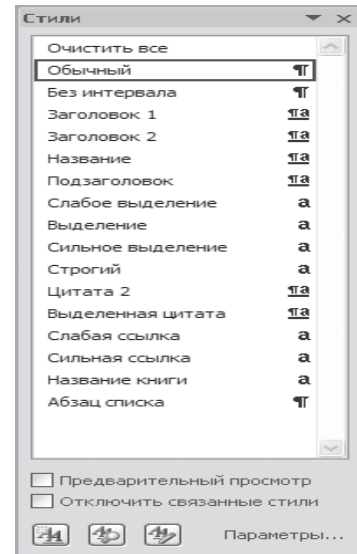 Стили
Очистить все
Обычный ¶
Без интервала ¶
Заголовок 1 ¶a
Заголовок 2 ¶a
Название ¶a
Подзаголовок ¶a
Слабое выделение a
Выделение a
Сильное выделение a
Строгий a
Цитата 2 ¶a
Выделенная цитата ¶a
Слабая ссылка a
Сильная ссылка a
Название книги a
Абзац списка ¶
Предварительный просмотр
Отключить связанные стили
Параметры...